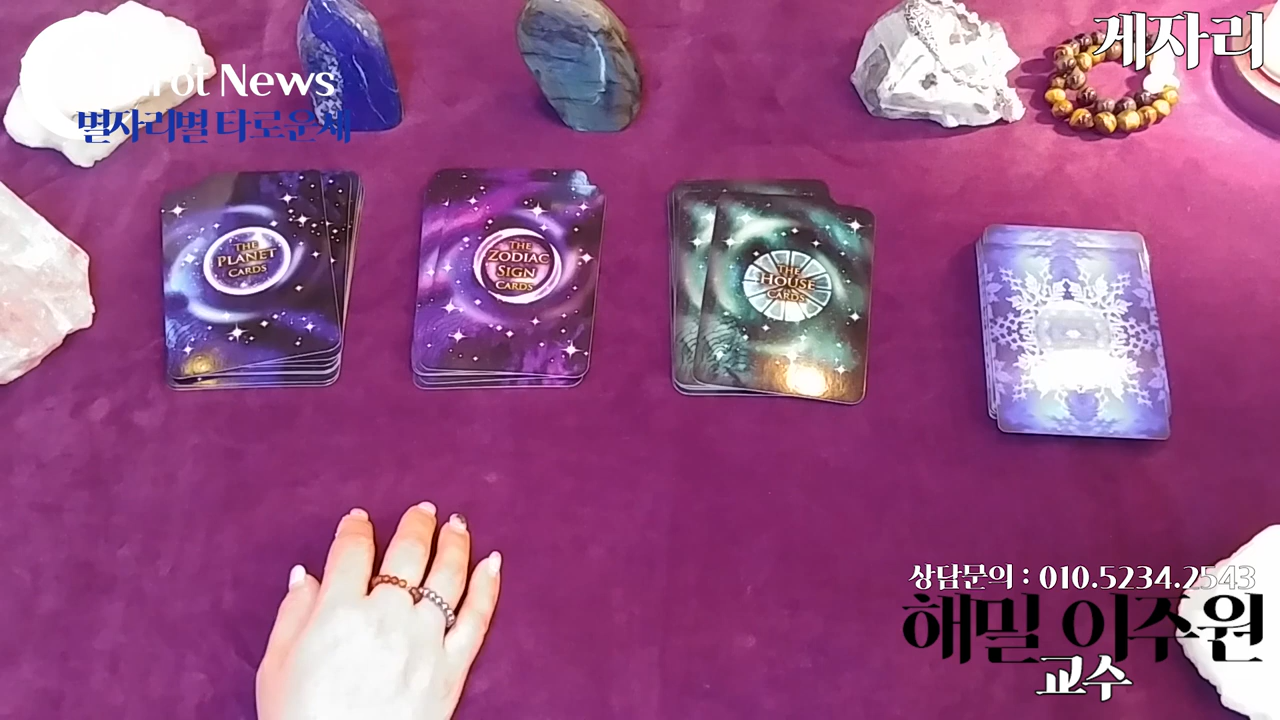 Tarot News
별자리별 타로운세
게자리
THE
PLANET
CARDS
THE
ZODIAC
SIGN
CARDS
THE
HOUSE
CARDS
상담문의 : 010.5234.2543
해밀 이주원
교수